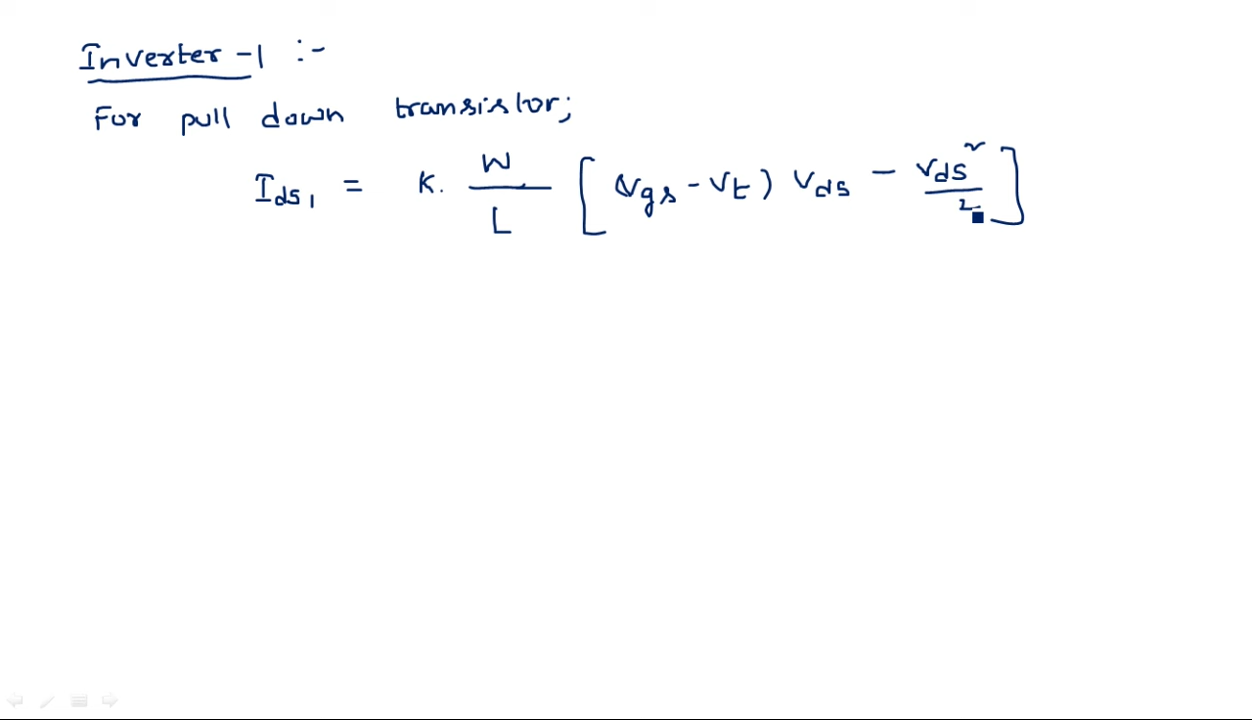 Inverter -1 :-
For pull down transistor;
Ids1 = K. W/L [(Vgs - Vt) Vds - Vds²/2]